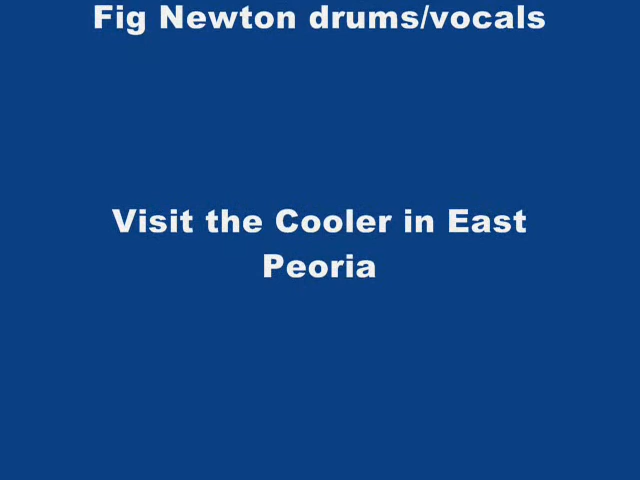 Fig Newton drums/vocals
Visit the Cooler in East
Peoria